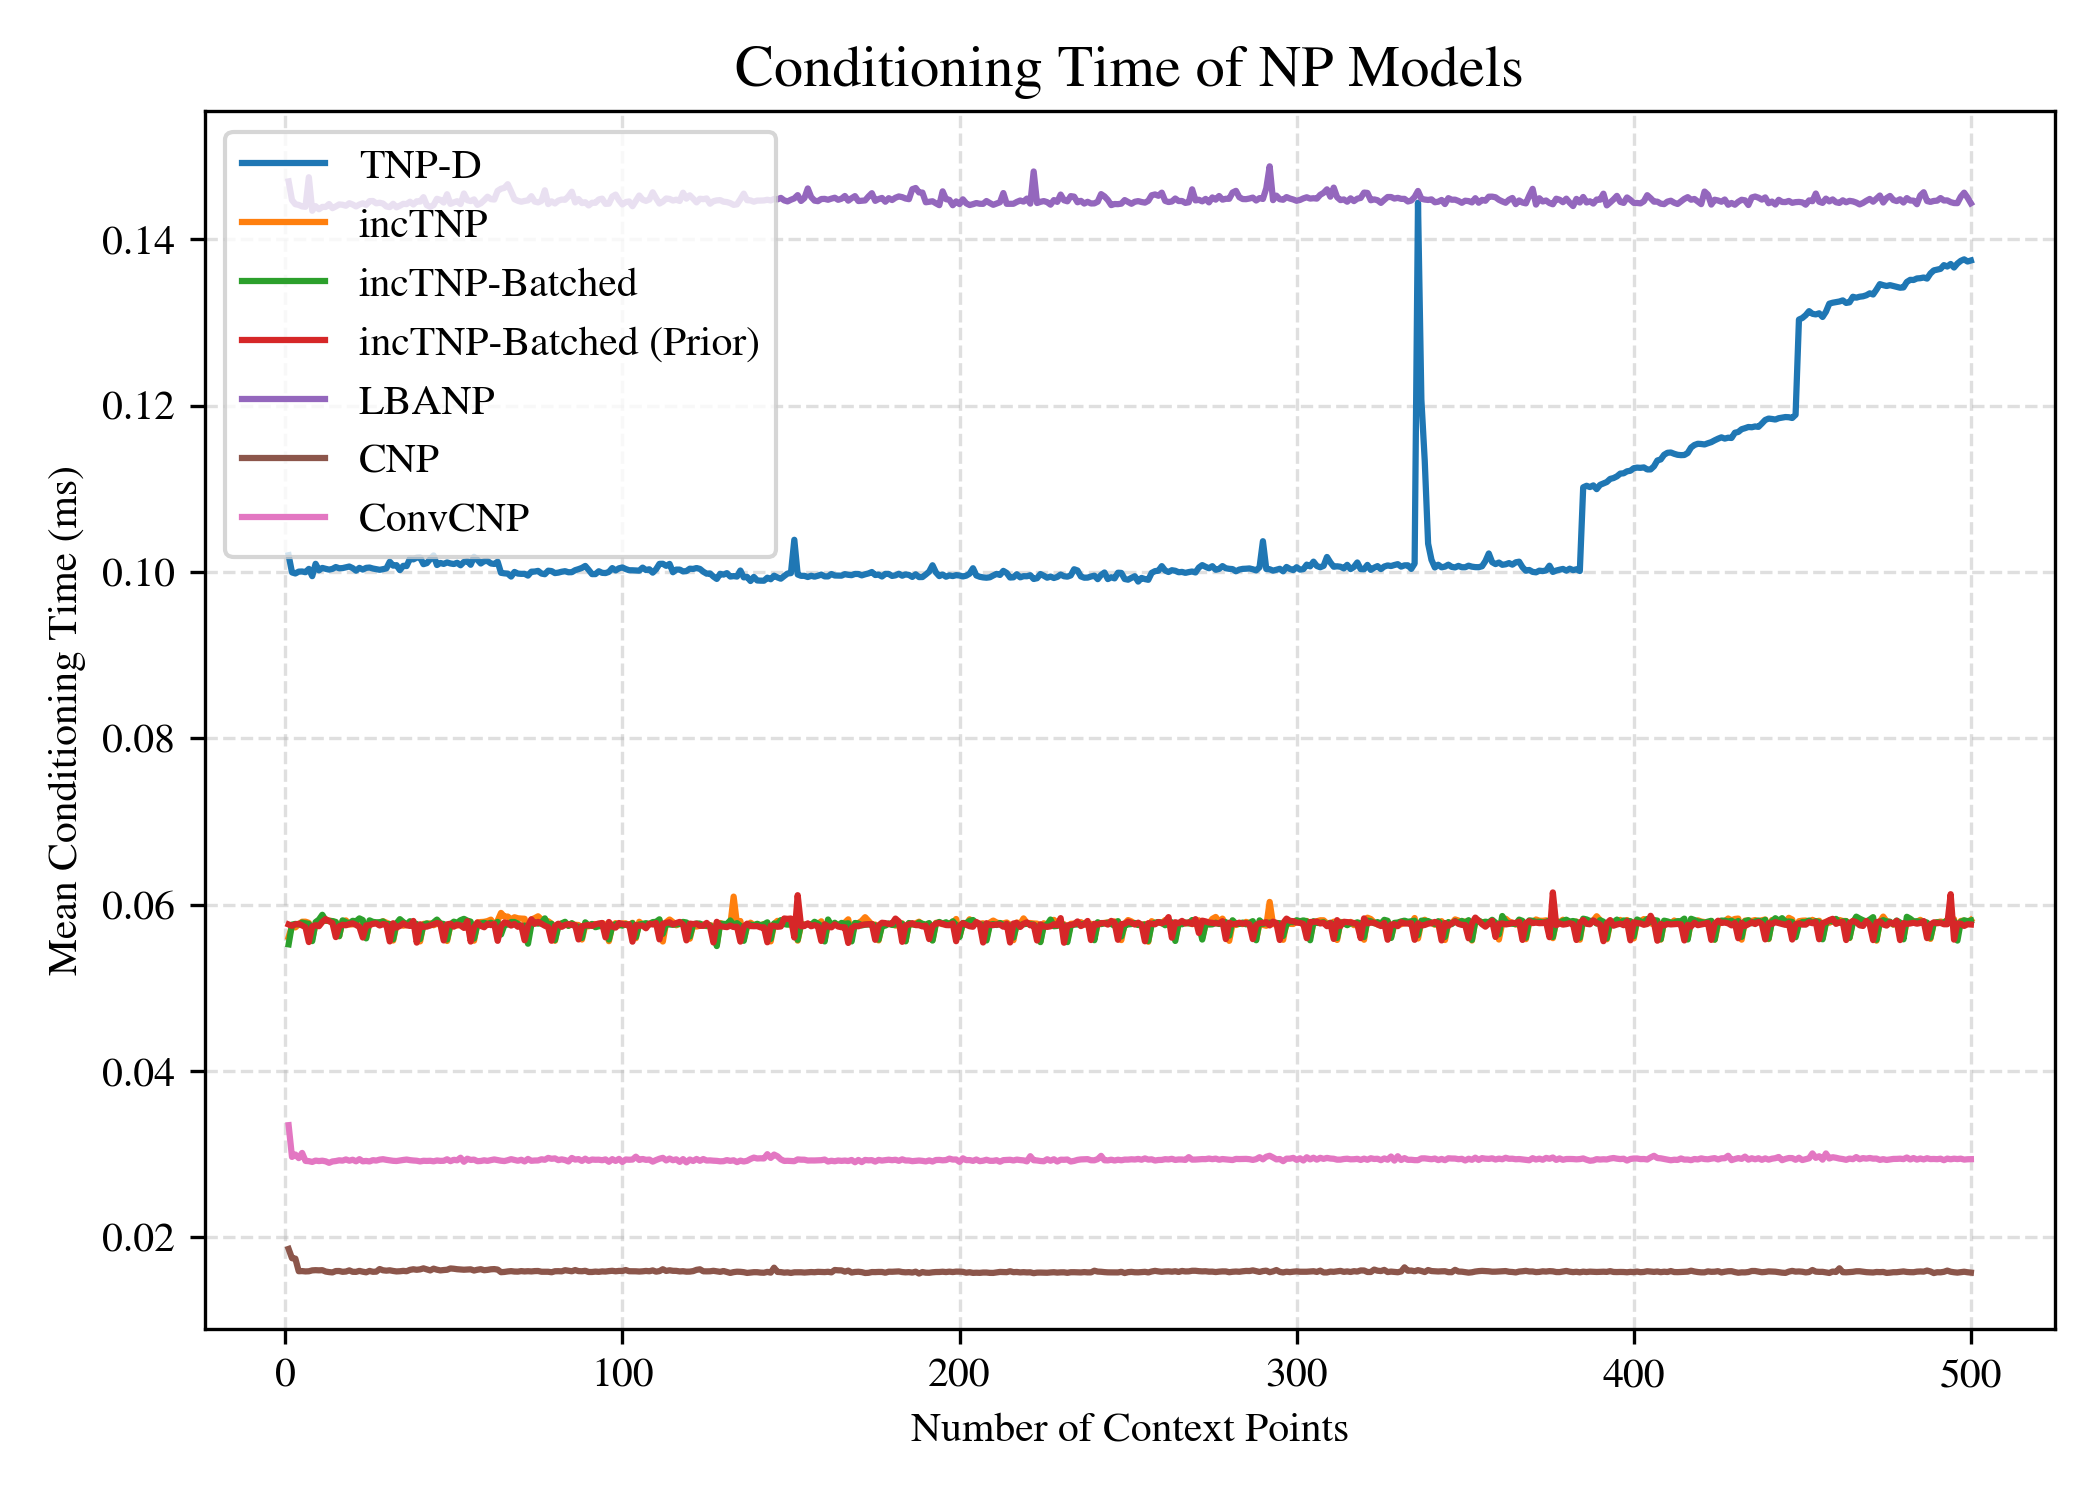 Conditioning Time of NP Models
TNP-D
incTNP
incTNP-Batched
incTNP-Batched (Prior)
LBANP
CNP
ConvCNP
Mean Conditioning Time (ms)
0.14
0.12
0.10
0.08
0.06
0.04
0.02
0 100 200 300 400 500
Number of Context Points